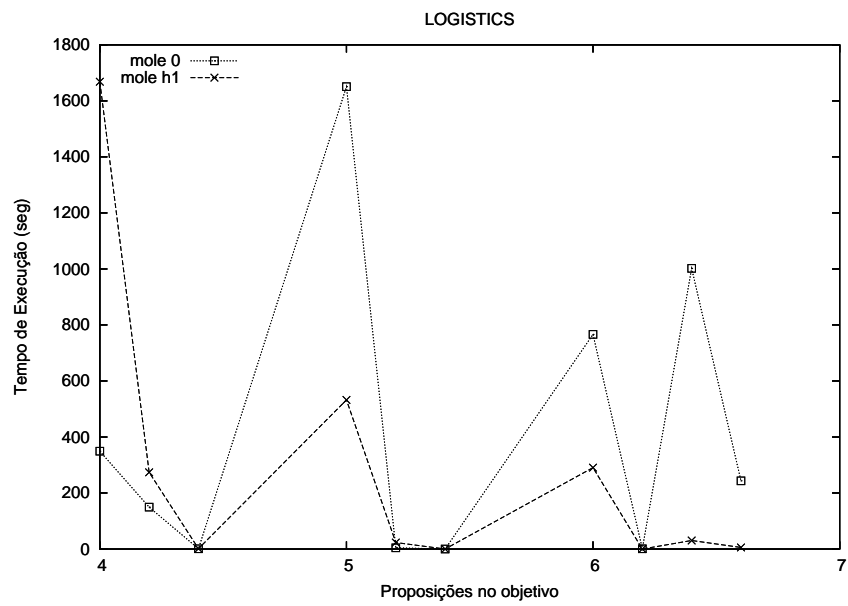 LOGISTICS
1800
mole 0
mole h1
1600
1400
1200
1000
800
600
400
200
0
Tempo de Execução (seg)
4 5 6 7
Proposições no objetivo